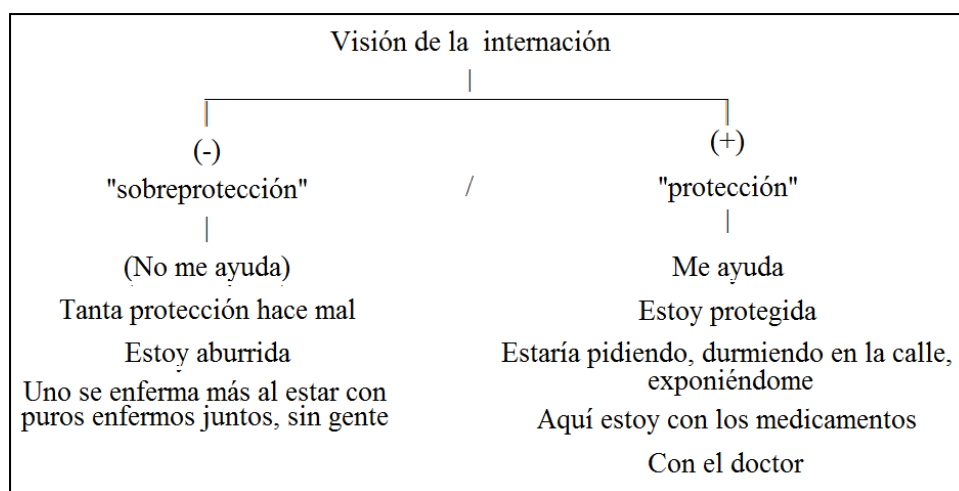 Visión de la internación
(-)
(+)
"sobreprotección" / "protección"
(No me ayuda)
Tanta protección hace mal
Estoy aburrida
Uno se enferma más al estar con
puros enfermos juntos, sin gente
Me ayuda
Estoy protegida
Estaría pidiendo, durmiendo en la calle,
exponiéndome
Aquí estoy con los medicamentos
Con el doctor